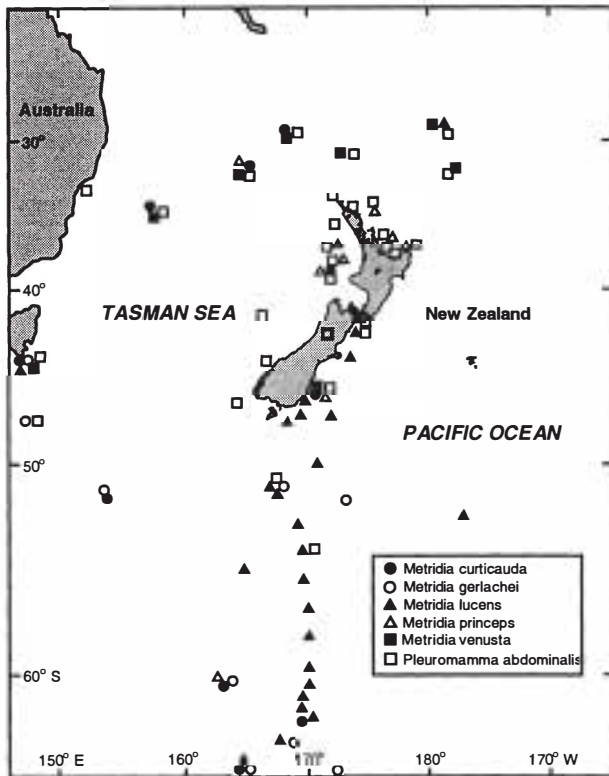 Australia
30°
40°
TASMAN SEA
New Zealand
PACIFIC OCEAN
50°
Metridia curticauda
Metridia gerlachei
Metridia lucens
Metridia princeps
Metridia venusta
Pleuromamma abdominalis
60° S
150° E
160°
170°
180°
170° W